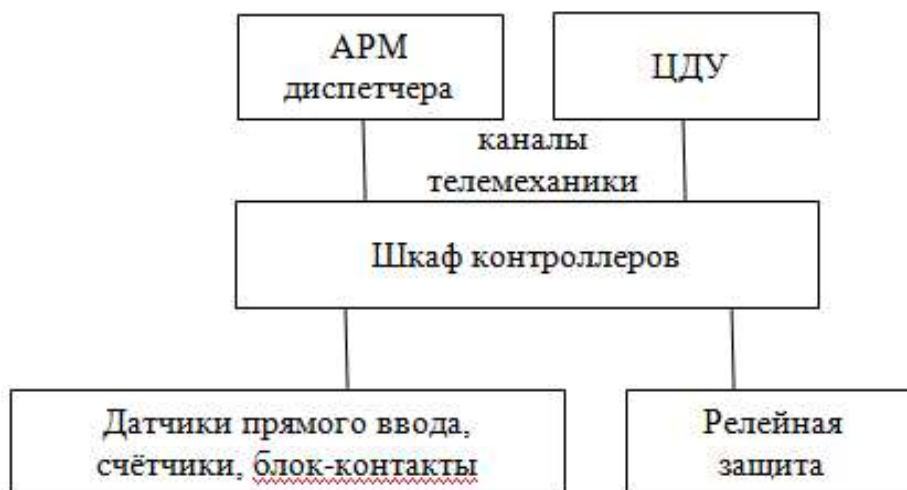 АРМ
диспетчера
ЦДУ
каналы
телемеханики
Шкаф контроллеров
Датчики прямого ввода,
счётчики, блок-контакты
Релейная
защита